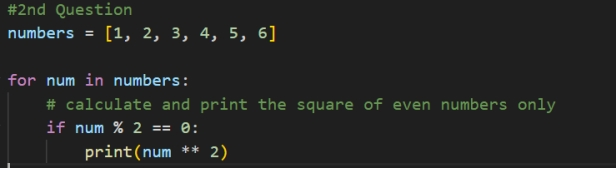 #2nd Question
numbers = [1, 2, 3, 4, 5, 6]
for num in numbers:
    # calculate and print the square of even numbers only
    if num % 2 == 0:
        print(num ** 2)